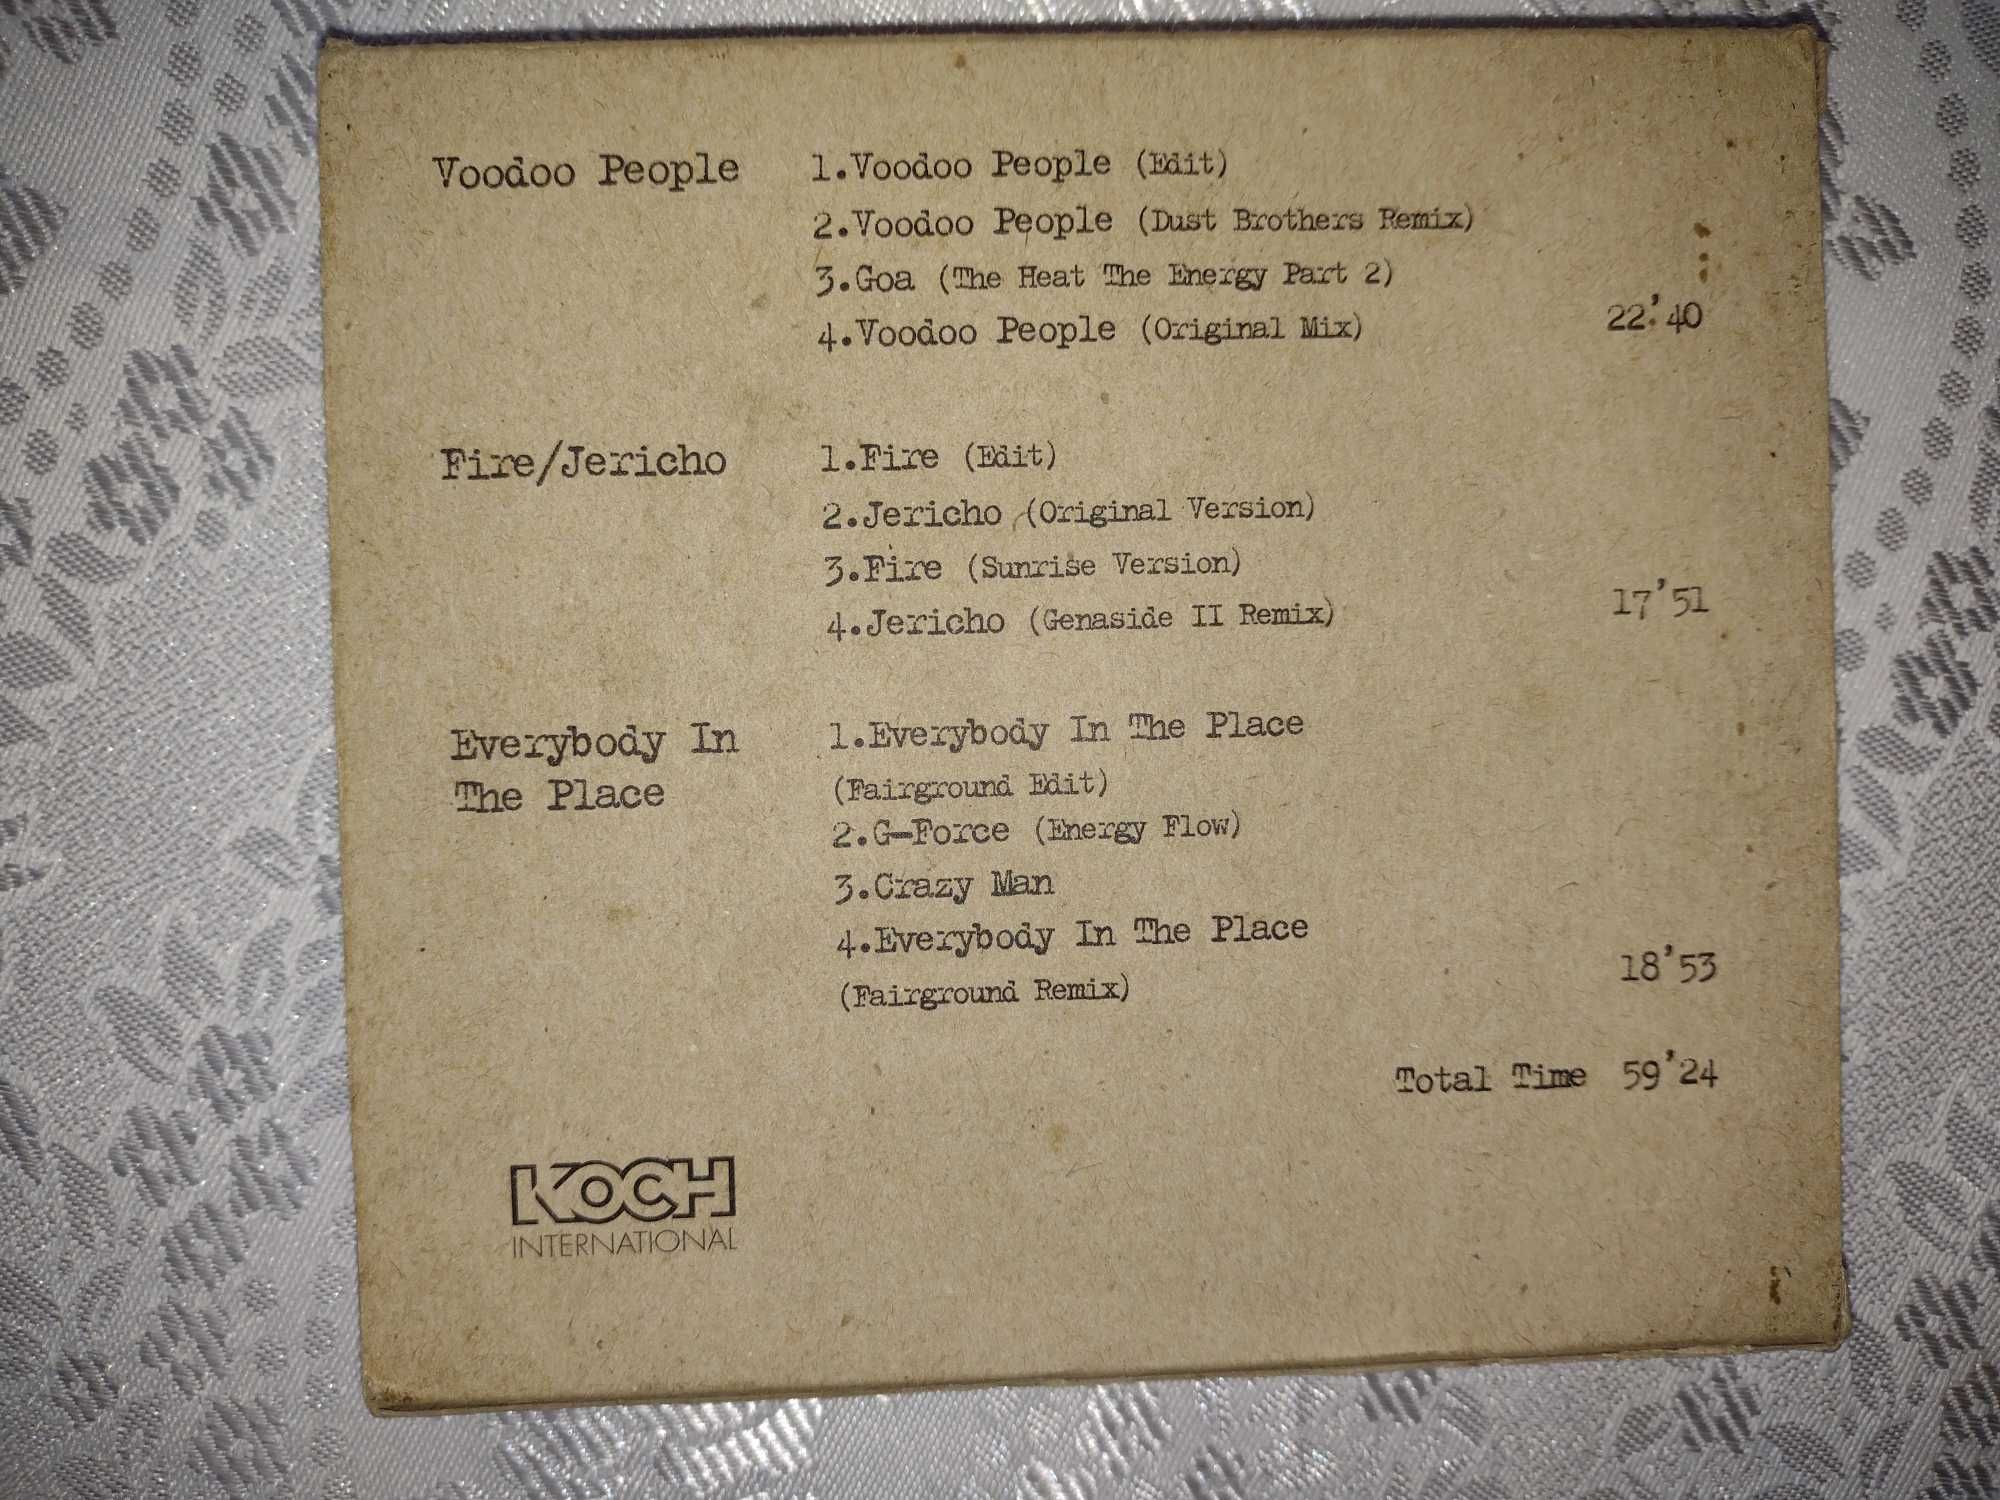 Voodoo People 1.Voodoo People (Edit)
2.Voodoo People (Dust Brothers Remix)
3.Goa (The Heat The Energy Part 2)
4.Voodoo People (Original Mix) 22'40
Fire/Jericho 1.Fire (Edit)
2.Jericho (Original Version)
3.Fire (Sunrise Version)
4.Jericho (Genaside II Remix) 17'51
Everybody In The Place 1.Everybody In The Place
(Fairground Edit)
2.G-Force (Energy Flow)
3.Crazy Man
4.Everybody In The Place
(Fairground Remix) 18'53
Total Time 59'24
KOCH
INTERNATIONAL